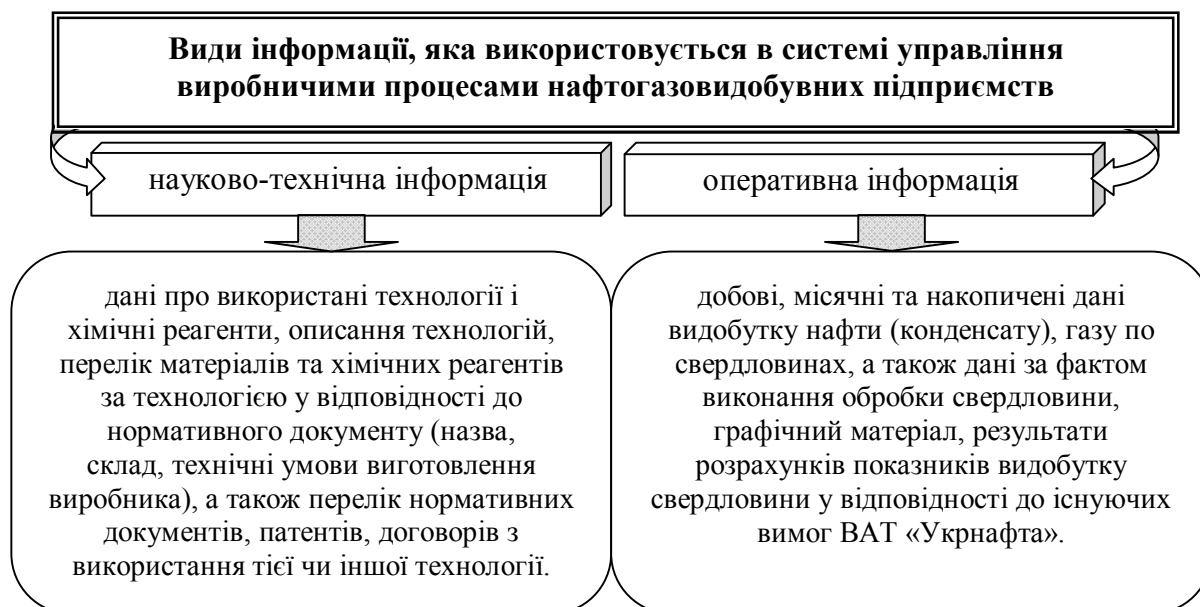 Види інформації, яка використовується в системі управління
виробничими процесами нафтогазовидобувних підприємств
науково-технічна інформація
оперативна інформація
дані про використані технології і
хімічні реагенти, описання технологій,
перелік матеріалів та хімічних реагентів
за технологією у відповідності до
нормативного документу (назва,
склад, технічні умови виготовлення
виробника), а також перелік нормативних
документів, патентів, договорів з
використання тієї чи іншої технології.
добові, місячні та накопичені дані
видобутку нафти (конденсату), газу по
свердловинах, а також дані за фактом
виконання обробки свердловини,
графічний матеріал, результати
розрахунків показників видобутку
свердловини у відповідності до існуючих
вимог ВАТ «Укрнафта».